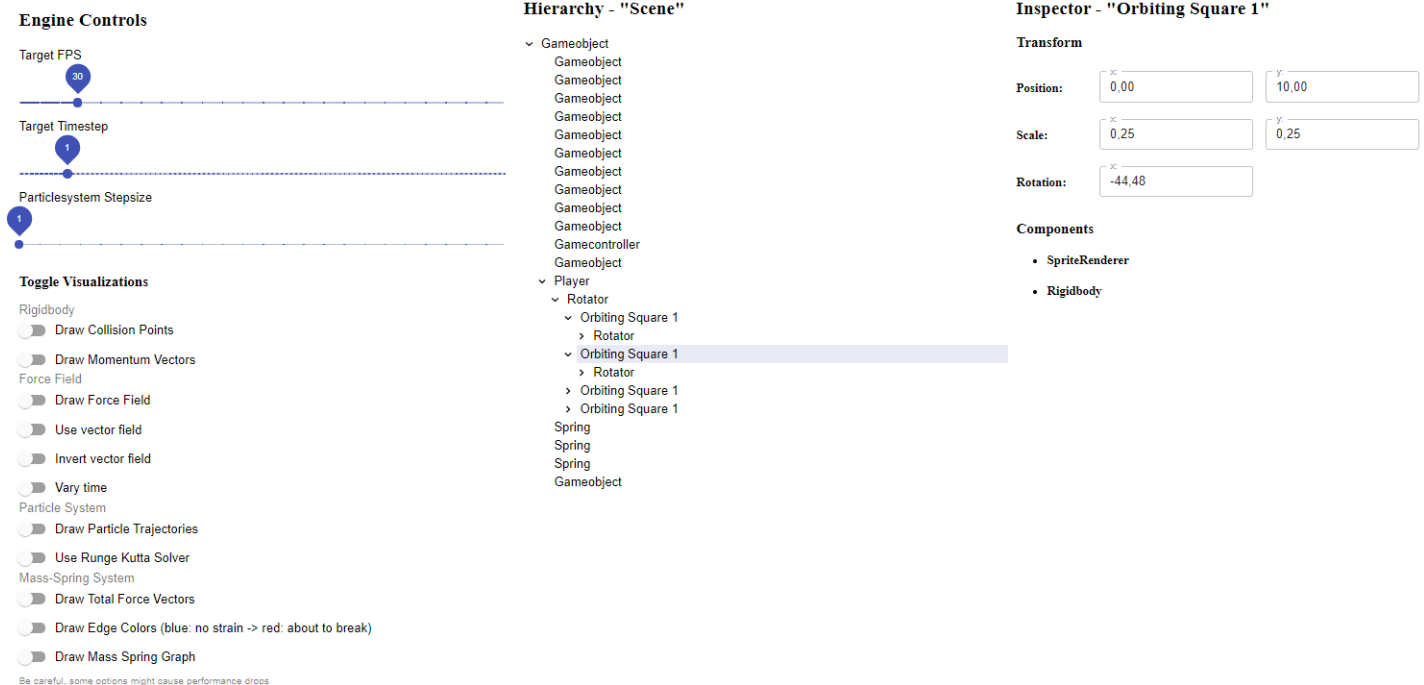 Engine Controls
Target FPS
30
Target Timestep
1
Particlesystem Stepsize
1
Toggle Visualizations
Rigidbody
Draw Collision Points
Draw Momentum Vectors
Force Field
Draw Force Field
Use vector field
Invert vector field
Vary time
Particle System
Draw Particle Trajectories
Use Runge Kutta Solver
Mass-Spring System
Draw Total Force Vectors
Draw Edge Colors (blue: no strain -> red: about to break)
Draw Mass Spring Graph
Be careful, some options might cause performance drops
Hierarchy - "Scene"
Gameobject
Gameobject
Gameobject
Gameobject
Gameobject
Gameobject
Gameobject
Gameobject
Gameobject
Gameobject
Gameobject
Gamecontroller
Gameobject
Player
Rotator
Orbiting Square 1
Rotator
Orbiting Square 1
Rotator
Orbiting Square 1
Orbiting Square 1
Spring
Spring
Spring
Gameobject
Inspector - "Orbiting Square 1"
Transform
Position:
x:
0,00
y:
10,00
Scale:
x:
0,25
y:
0,25
Rotation:
x:
-44,48
Components
SpriteRenderer
Rigidbody